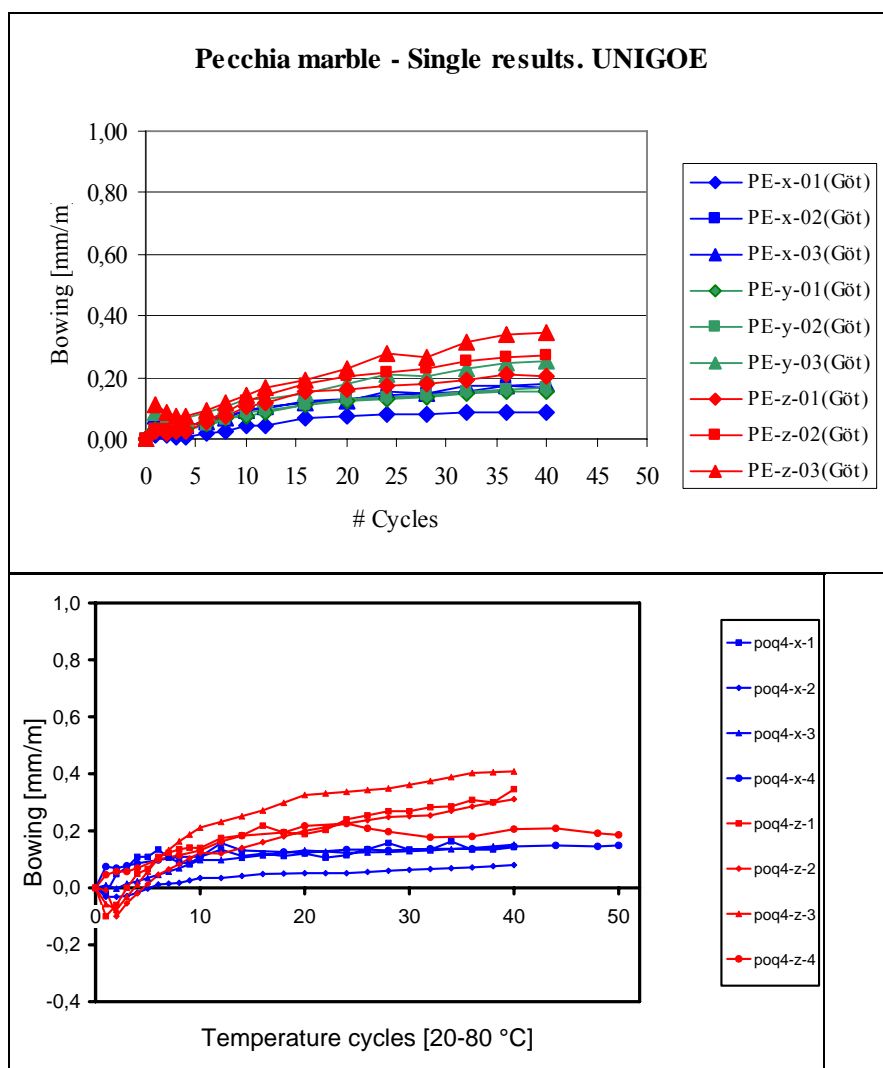 Pecchia marble - Single results. UNIGOE
1,00
0,80
0,60
0,40
0,20
0,00
Bowing [mm/m]
0 5 10 15 20 25 30 35 40 45 50
# Cycles
PE-x-01(Göt)
PE-x-02(Göt)
PE-x-03(Göt)
PE-y-01(Göt)
PE-y-02(Göt)
PE-y-03(Göt)
PE-z-01(Göt)
PE-z-02(Göt)
PE-z-03(Göt)
1,0
0,8
0,6
0,4
0,2
0,0
-0,2
-0,4
Bowing [mm/m]
0 10 20 30 40 50
Temperature cycles [20-80 °C]
poq4-x-1
poq4-x-2
poq4-x-3
poq4-x-4
poq4-z-1
poq4-z-2
poq4-z-3
poq4-z-4